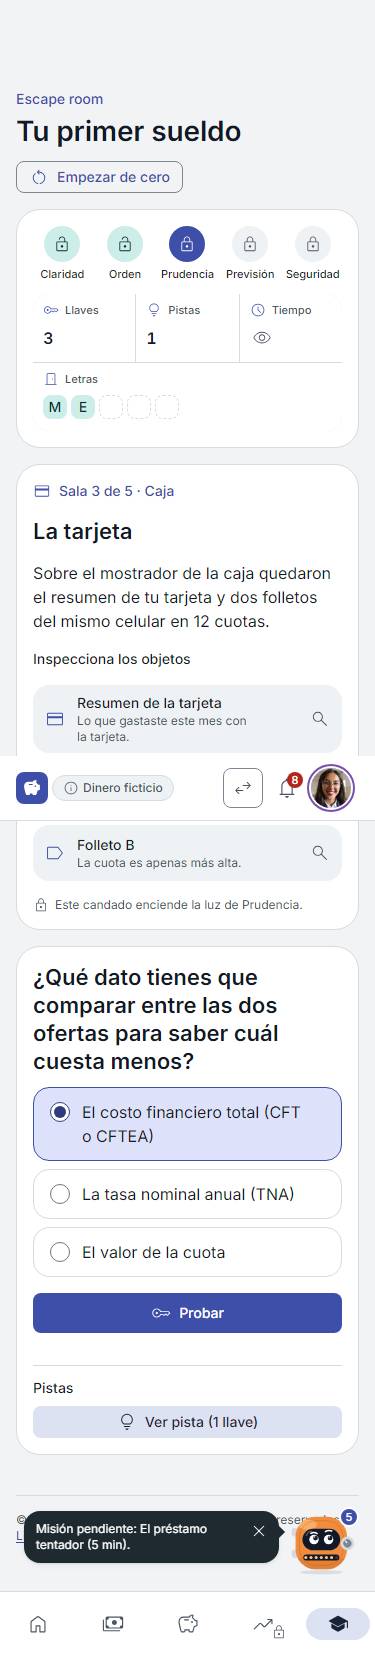 Escape room
Tu primer sueldo
Empezar de cero
Claridad Orden Prudencia Previsión Seguridad
Llaves Pistas Tiempo
3 1
Letras
M E
Sala 3 de 5 · Caja
La tarjeta
Sobre el mostrador de la caja quedaron
el resumen de tu tarjeta y dos folletos
del mismo celular en 12 cuotas.
Inspecciona los objetos
Resumen de la tarjeta
Lo que gastaste este mes con
la tarjeta.
Dinero ficticio 8
Folleto B
La cuota es apenas más alta.
Este candado enciende la luz de Prudencia.
¿Qué dato tienes que
comparar entre las dos
ofertas para saber cuál
cuesta menos?
El costo financiero total (CFT
o CFTEA)
La tasa nominal anual (TNA)
El valor de la cuota
Probar
Pistas
Ver pista (1 llave)
©
5
Misión pendiente: El préstamo
tentador (5 min).